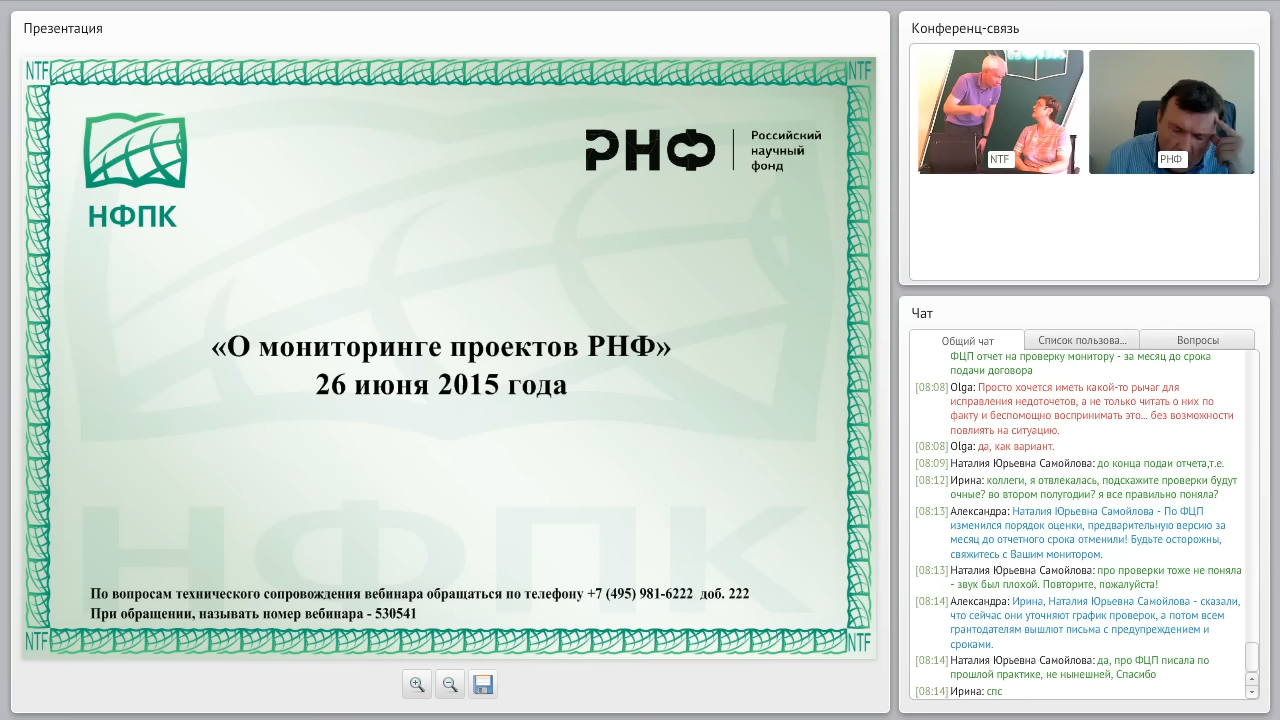 Презентация
NTF
NTF
НФПК
РНФ
Российский
научный
фонд
«О мониторинге проектов РНФ»
26 июня 2015 года
НФПК
По вопросам технического сопровождения вебинара обращаться по телефону +7 (495) 981-6222 доб. 222
При обращении, называть номер вебинара - 530541
NTF
NTF
Конференц-связь
NTF
NTF
РНФ
Чат
Общий чат
Список пользова...
Вопросы
ФЦП отчет на проверку монитору - за месяц до срока
подачи договора
[08:08] Olga: Просто хочется иметь какой-то рычаг для
исправления недоточетов, а не только читать о них по
факту и беспомощно воспринимать это... без возможности
повлиять на ситуацию.
[08:08] Olga: да, как вариант.
[08:09] Наталия Юрьевна Самойлова: до конца подаи отчета,т.е.
[08:12] Ирина: коллеги, я отвлекалась, подскажите проверки будут
очные? во втором полугодии? я все правильно поняла?
[08:13] Александра: Наталия Юрьевна Самойлова - По ФЦП
изменился порядок оценки, предварительную версию за
месяц до отчетного срока отменили! Будьте осторожны,
свяжитесь с Вашим монитором.
[08:13] Наталия Юрьевна Самойлова: про проверки тоже не поняла
- звук был плохой. Повторите, пожалуйста!
[08:14] Александра: Ирина, Наталия Юрьевна Самойлова - сказали,
что сейчас они уточняют график проверок, а потом всем
грантодателям вышлют письма с предупреждением и
сроками.
[08:14] Наталия Юрьевна Самойлова: да, про ФЦП писала по
прошлой практике, не нынешней, Спасибо
[08:14] Ирина: спс